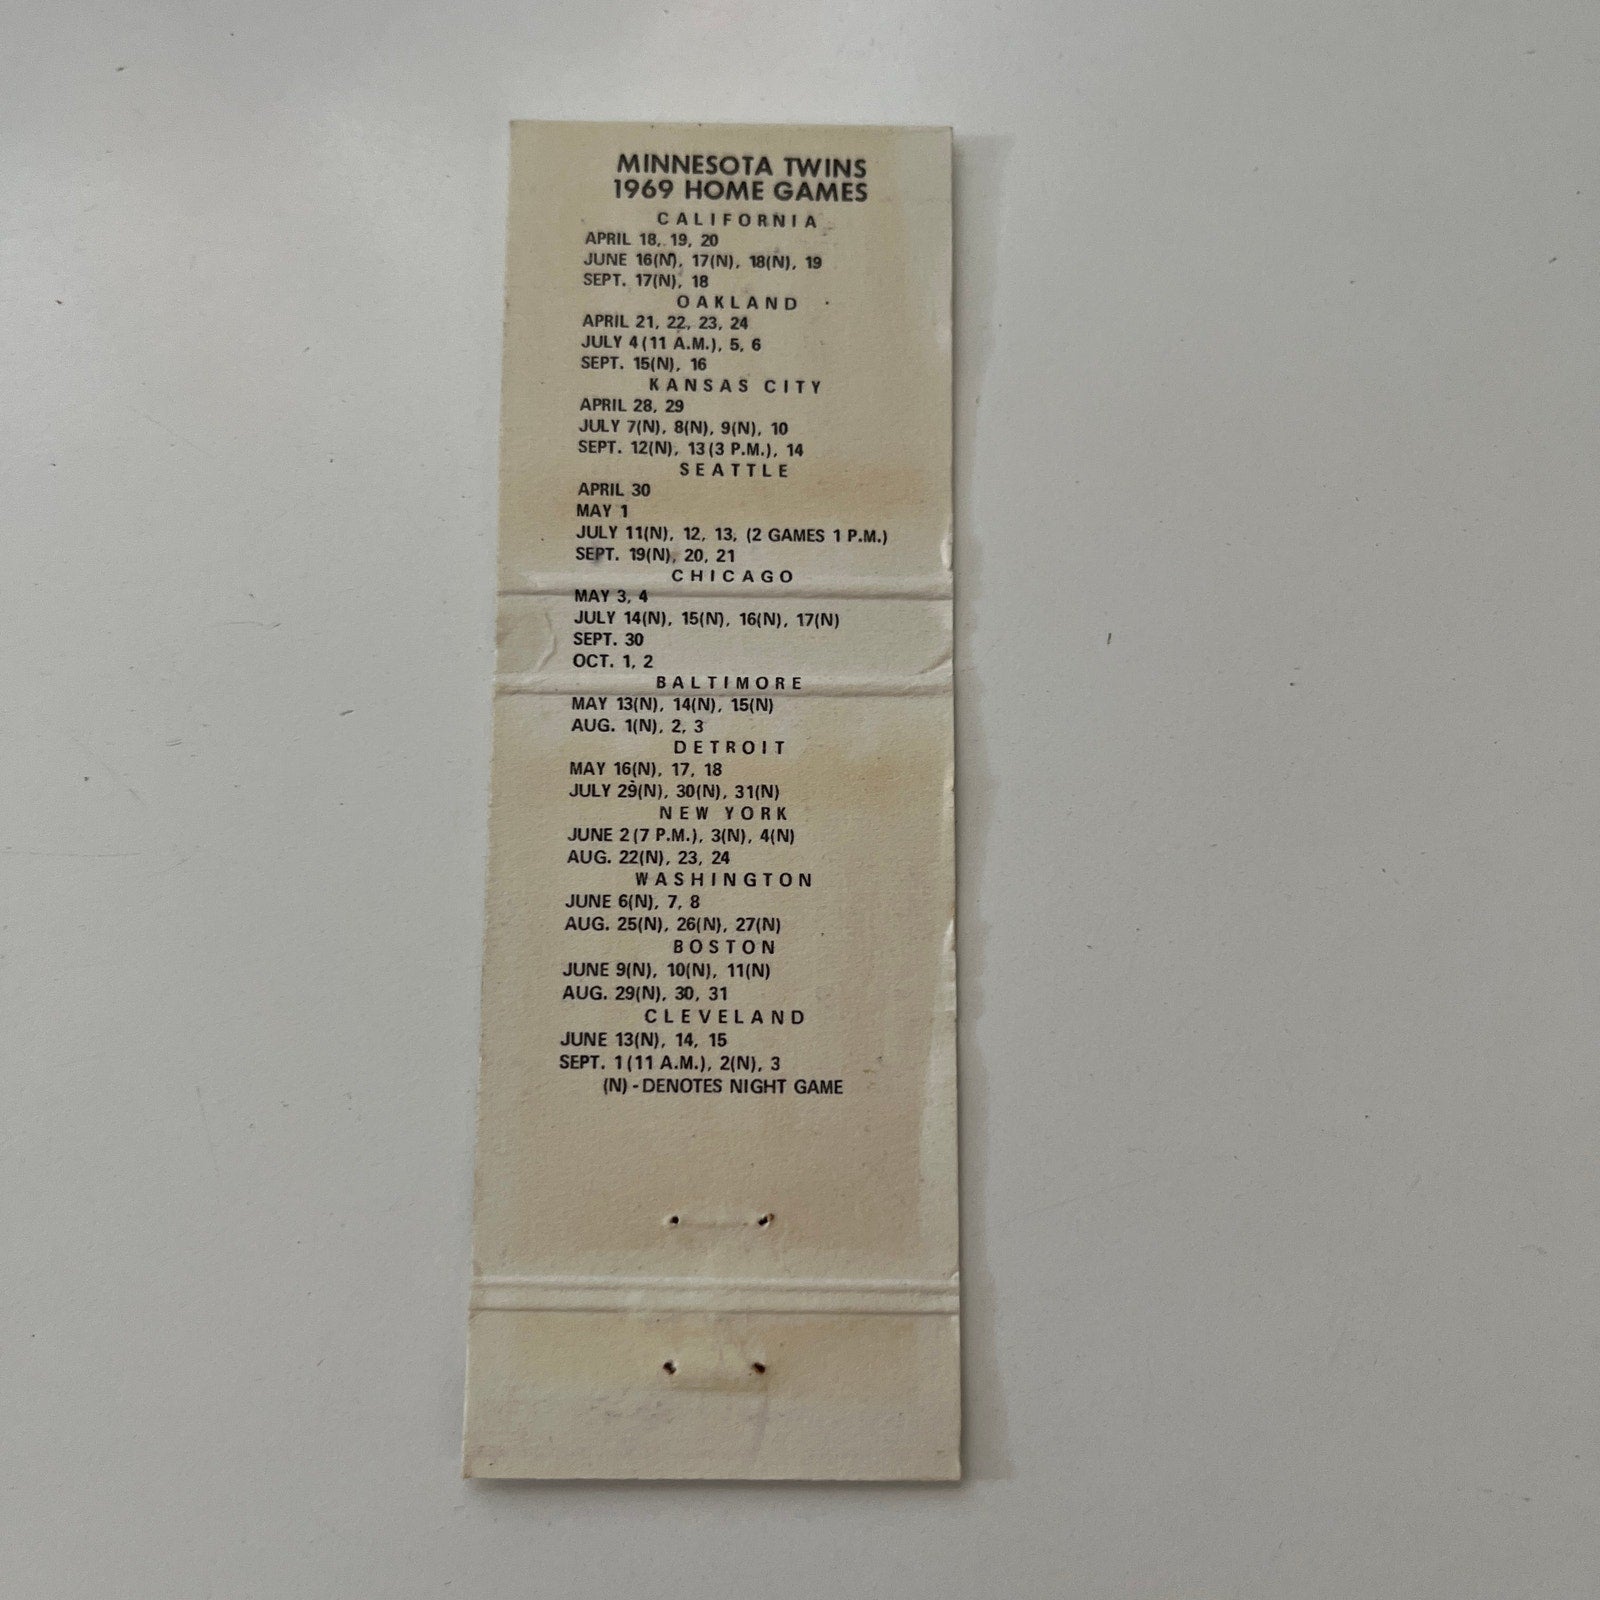 MINNESOTA TWINS
1969 HOME GAMES
CALIFORNIA
APRIL 18, 19, 20
JUNE 16(N), 17(N), 18(N), 19
SEPT. 17(N), 18
OAKLAND
APRIL 21, 22, 23, 24
JULY 4(11 A.M.), 5, 6
SEPT. 15(N), 16
KANSAS CITY
APRIL 28, 29
JULY 7(N), 8(N), 9(N), 10
SEPT. 12(N), 13(3 P.M.), 14
SEATTLE
APRIL 30
MAY 1
JULY 11(N), 12, 13, (2 GAMES 1 P.M.)
SEPT. 19(N), 20, 21
CHICAGO
MAY 3, 4
JULY 14(N), 15(N), 16(N), 17(N)
SEPT. 30
OCT. 1, 2
BALTIMORE
MAY 13(N), 14(N), 15(N)
AUG. 1(N), 2, 3
DETROIT
MAY 16(N), 17, 18
JULY 29(N), 30(N), 31(N)
NEW YORK
JUNE 2(7 P.M.), 3(N), 4(N)
AUG. 22(N), 23, 24
WASHINGTON
JUNE 6(N), 7, 8
AUG. 25(N), 26(N), 27(N)
BOSTON
JUNE 9(N), 10(N), 11(N)
AUG. 29(N), 30, 31
CLEVELAND
JUNE 13(N), 14, 15
SEPT. 1(11 A.M.), 2(N), 3
(N)-DENOTES NIGHT GAME